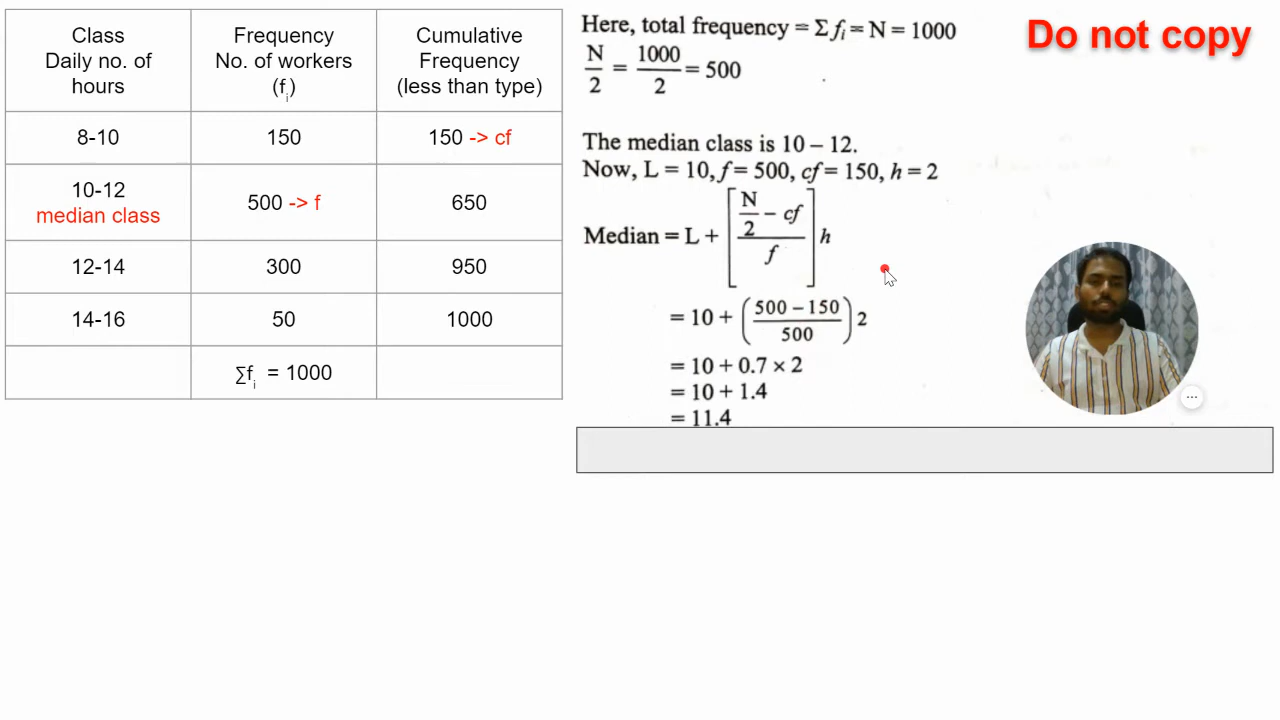 Class
Daily no. of
hours
Frequency
No. of workers
(fᵢ)
Cumulative
Frequency
(less than type)
8-10
150
150 -> cf
10-12
median class
500 -> f
650
12-14
300
950
14-16
50
1000
∑fᵢ = 1000
Here, total frequency = Σ fᵢ = N = 1000
N/2 = 1000/2 = 500
The median class is 10 – 12.
Now, L = 10, f = 500, cf = 150, h = 2
Median = L + [(N/2 – cf)/f] h
= 10 + ((500 – 150)/500) 2
= 10 + 0.7 × 2
= 10 + 1.4
= 11.4
Do not copy